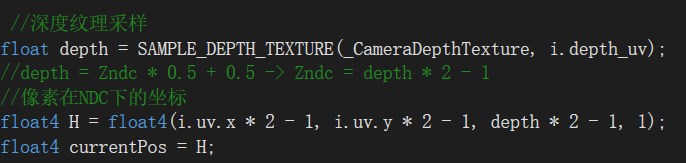 //深度纹理采样
float depth = SAMPLE_DEPTH_TEXTURE(_CameraDepthTexture, i.depth_uv);
//depth = Zndc * 0.5 + 0.5 -> Zndc = depth * 2 - 1
//像素在NDC下的坐标
float4 H = float4(i.uv.x * 2 - 1, i.uv.y * 2 - 1, depth * 2 - 1, 1);
float4 currentPos = H;